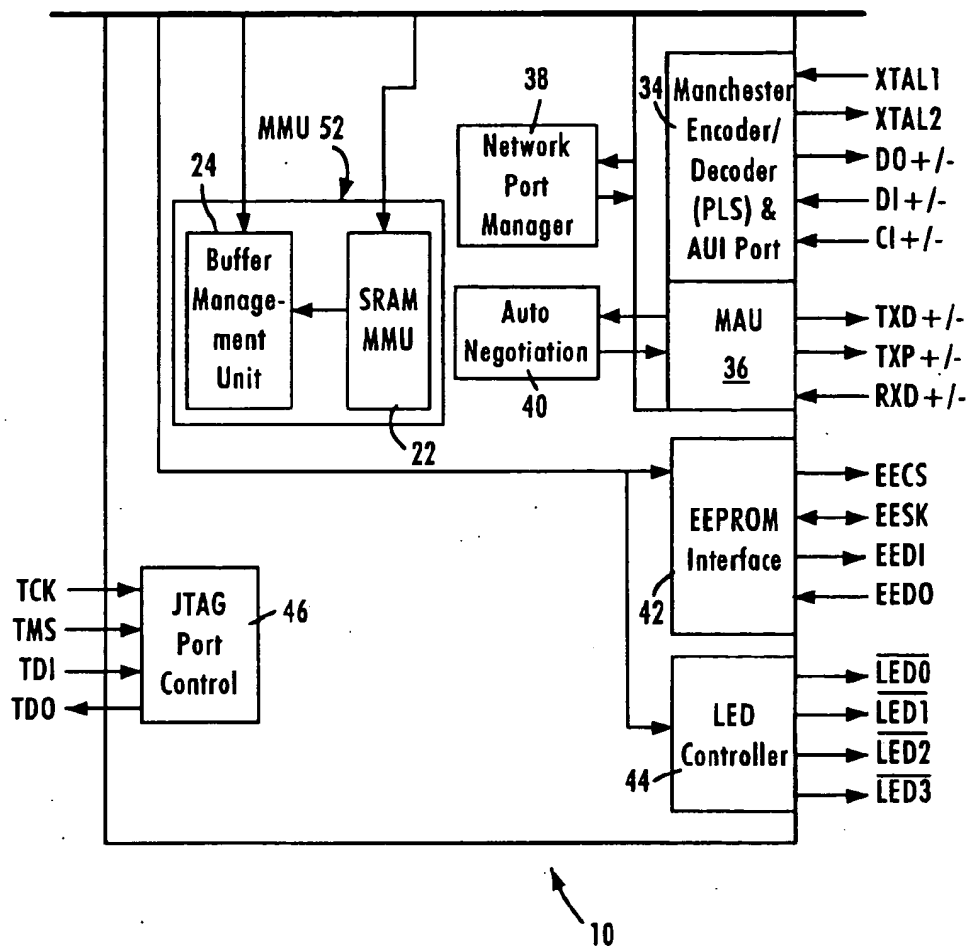 38
34
Manchester
Encoder/
Decoder
(PLS) &
AUI Port
XTAL1
XTAL2
DO +/-
DI +/-
CI +/-
MMU 52
24
Network
Port
Manager
Buffer
Manage-
ment
Unit
SRAM
MMU
22
Auto
Negotiation
40
MAU
36
TXD +/-
TXP +/-
RXD +/-
EEPROM
Interface
42
EECS
EESK
EEDI
EEDO
TCK
TMS
TDI
TDO
JTAG
Port
Control
46
LED
Controller
44
LED0
LED1
LED2
LED3
10